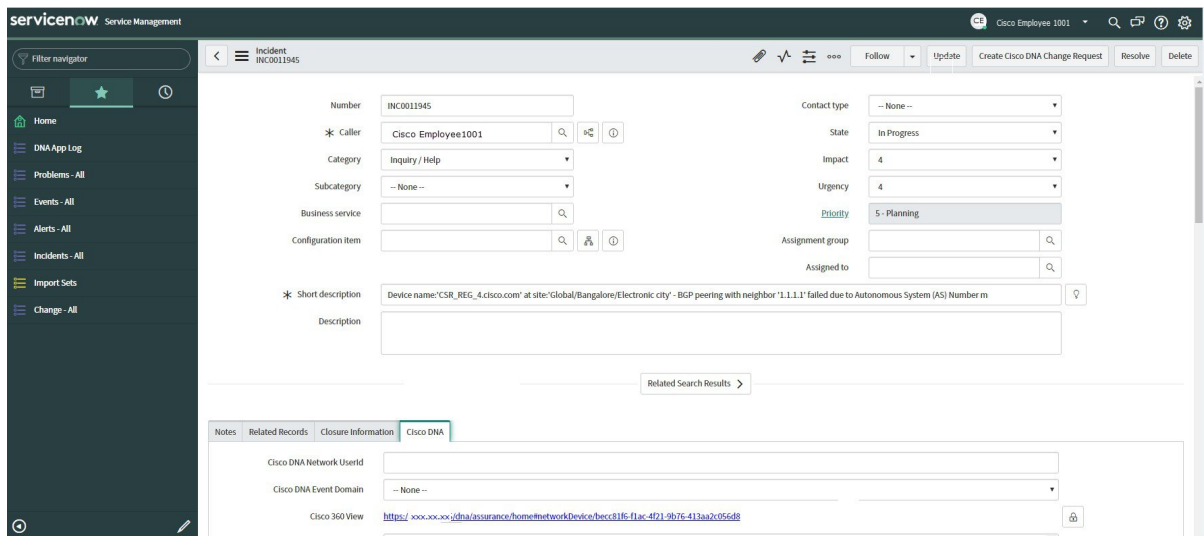 servicenow Service Management
CE Cisco Employee 1001
Filter navigator
Home
DNA App Log
Problems - All
Events - All
Alerts - All
Incidents - All
Import Sets
Change - All
Incident
INC0011945
Follow Update Create Cisco DNA Change Request Resolve Delete
Number INC0011945
Contact type -- None --
Caller Cisco Employee1001
State In Progress
Category Inquiry / Help
Impact 4
Subcategory -- None --
Urgency 4
Business service
Priority 5 - Planning
Configuration item
Assignment group
Assigned to
Short description Device name:'CSR_REG_4.cisco.com' at site:'Global/Bangalore/Electronic city' - BGP peering with neighbor '1.1.1.1' failed due to Autonomous System (AS) Number m
Description
Related Search Results
Notes Related Records Closure Information Cisco DNA
Cisco DNA Network UserId
Cisco DNA Event Domain -- None --
Cisco 360 View https:/ xxx.xx.xx i/dna/assurance/home#networkDevice/becc81f6-f1ac-4f21-9b76-413aa2c056d8